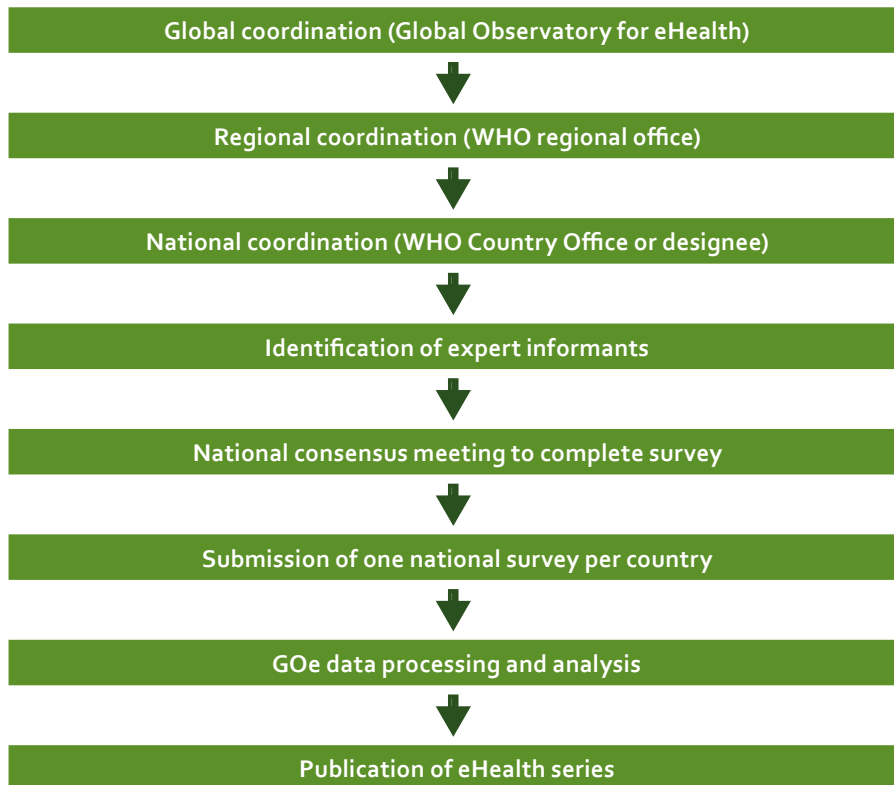 Global coordination (Global Observatory for eHealth)
Regional coordination (WHO regional office)
National coordination (WHO Country Office or designee)
Identification of expert informants
National consensus meeting to complete survey
Submission of one national survey per country
GOe data processing and analysis
Publication of eHealth series